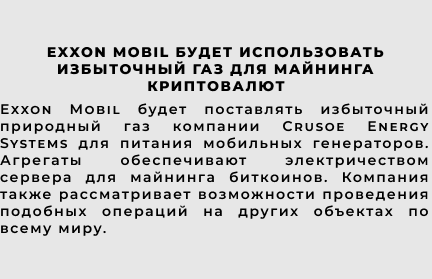 EXXON MOBIL БУДЕТ ИСПОЛЬЗОВАТЬ
ИЗБЫТОЧНЫЙ ГАЗ ДЛЯ МАЙНИНГА
КРИПТОВАЛЮТ
Exxon Mobil будет поставлять избыточный
природный газ компании Crusoe Energy
Systems для питания мобильных генераторов.
Агрегаты обеспечивают электричеством
сервера для майнинга биткоинов. Компания
также рассматривает возможности проведения
подобных операций на других объектах по
всему миру.